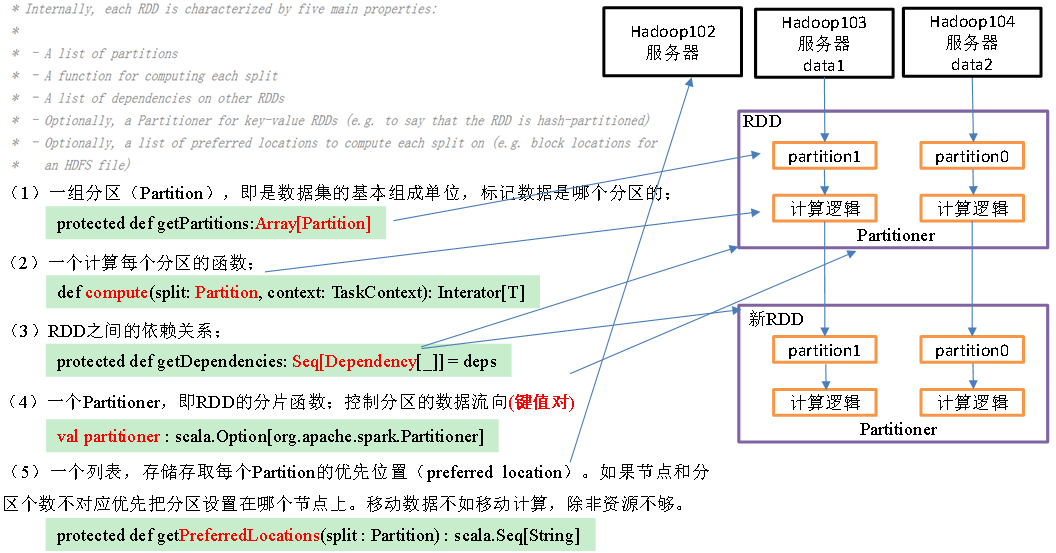 * Internally, each RDD is characterized by five main properties:
*
* - A list of partitions
* - A function for computing each split
* - A list of dependencies on other RDDs
* - Optionally, a Partitioner for key-value RDDs (e.g. to say that the RDD is hash-partitioned)
* - Optionally, a list of preferred locations to compute each split on (e.g. block locations for
* an HDFS file)
（1）一组分区（Partition），即是数据集的基本组成单位，标记数据是哪个分区的；
protected def getPartitions:Array[Partition]
（2）一个计算每个分区的函数；
def compute(split: Partition, context: TaskContext): Interator[T]
（3）RDD之间的依赖关系；
protected def getDependencies: Seq[Dependency[_]] = deps
（4）一个Partitioner，即RDD的分片函数；控制分区的数据流向(键值对)
val partitioner : scala.Option[org.apache.spark.Partitioner]
（5）一个列表，存储存取每个Partition的优先位置（preferred location）。如果节点和分
区个数不对应优先把分区设置在哪个节点上。移动数据不如移动计算，除非资源不够。
protected def getPreferredLocations(split : Partition) : scala.Seq[String]
Hadoop102
服务器
Hadoop103
服务器
data1
Hadoop104
服务器
data2
RDD
partition1
partition0
计算逻辑
计算逻辑
Partitioner
新RDD
partition1
partition0
计算逻辑
计算逻辑
Partitioner